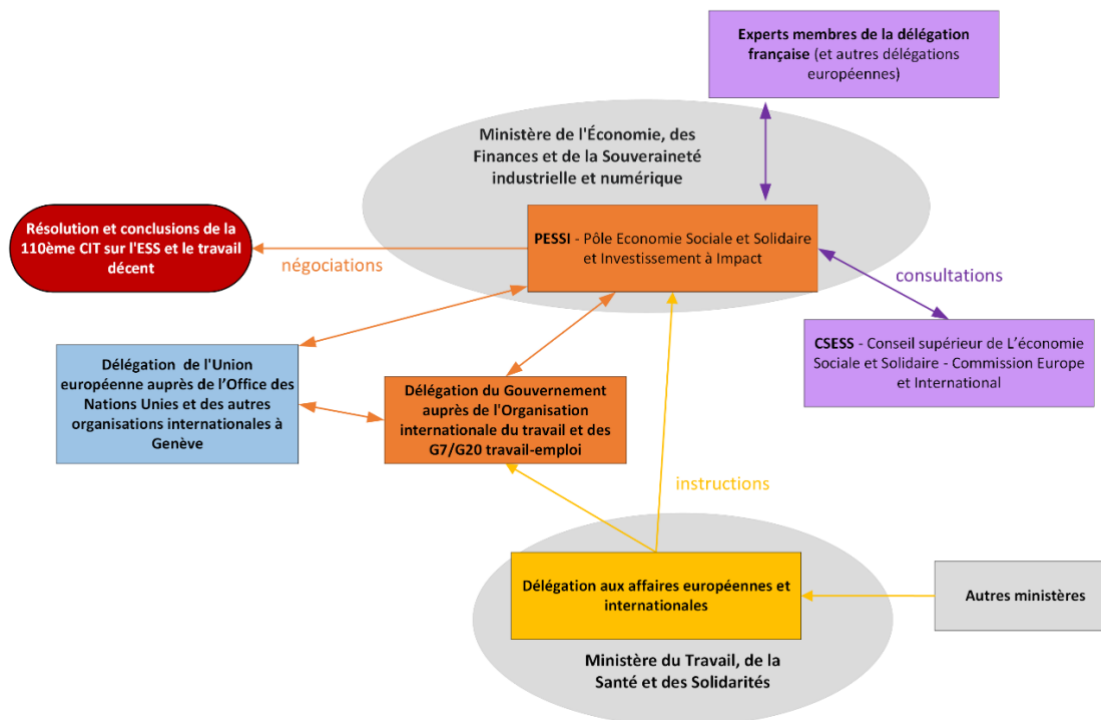 Experts membres de la délégation
française (et autres délégations
européennes)
Ministère de l'Économie, des
Finances et de la Souveraineté
industrielle et numérique
Résolution et conclusions de la
110ème CIT sur l'ESS et le travail
décent
négociations
PESSI - Pôle Economie Sociale et Solidaire
et Investissement à Impact
consultations
CSESS - Conseil supérieur de L'économie
Sociale et Solidaire - Commission Europe
et International
Délégation de l'Union
européenne auprès de l'Office des
Nations Unies et des autres
organisations internationales à
Genève
Délégation du Gouvernement
auprès de l'Organisation
internationale du travail et des
G7/G20 travail-emploi
instructions
Délégation aux affaires européennes et
internationales
Autres ministères
Ministère du Travail, de la
Santé et des Solidarités